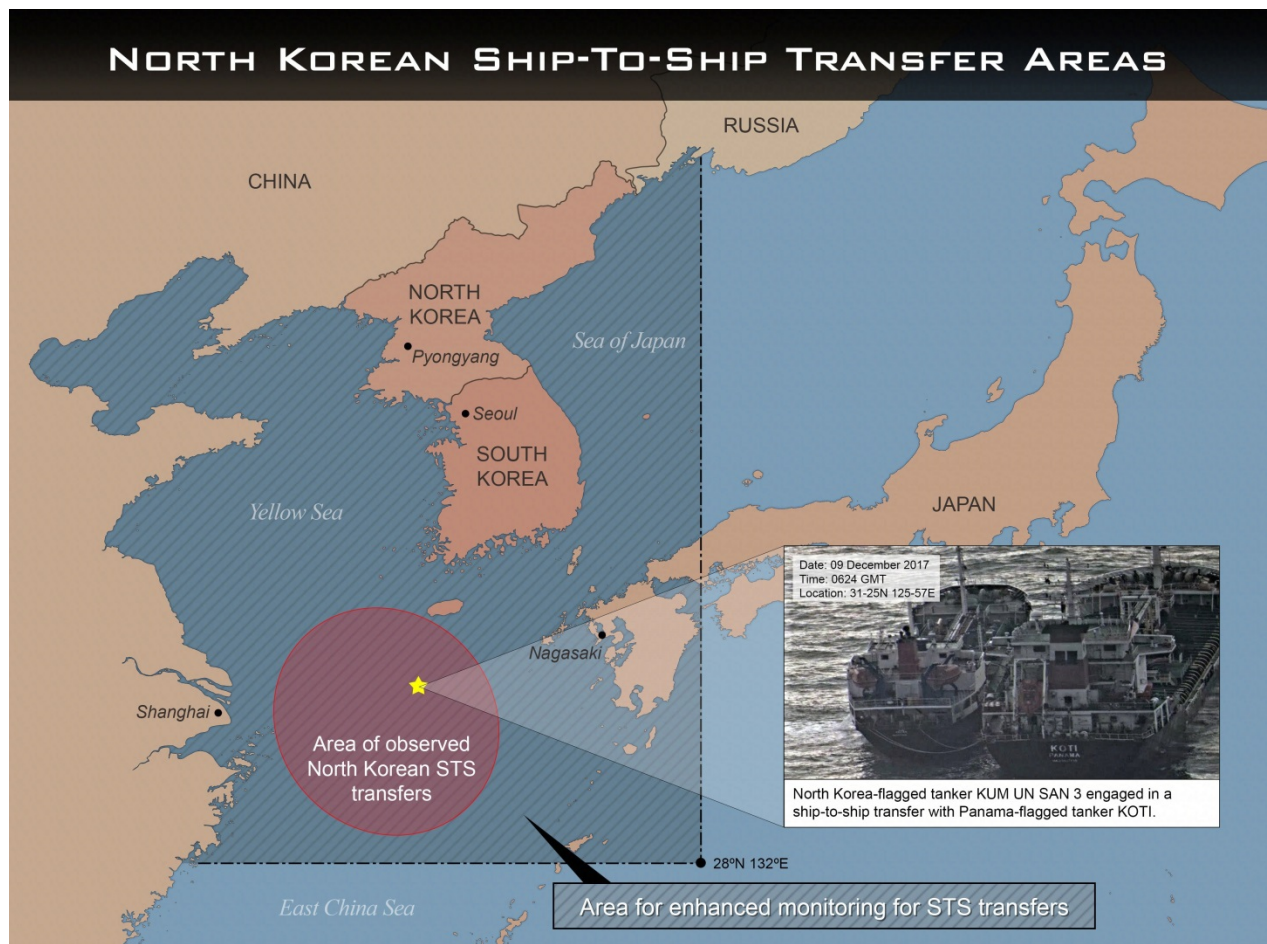 NORTH KOREAN SHIP-TO-SHIP TRANSFER AREAS
RUSSIA
CHINA
NORTH
KOREA
Pyongyang
Sea of Japan
Seoul
SOUTH
KOREA
Yellow Sea
JAPAN
Date: 09 December 2017
Time: 0624 GMT
Location: 31-25N 125-57E
KOTI
PANAMA
North Korea-flagged tanker KUM UN SAN 3 engaged in a
ship-to-ship transfer with Panama-flagged tanker KOTI.
Nagasaki
Shanghai
Area of observed
North Korean STS
transfers
28ºN 132ºE
East China Sea
Area for enhanced monitoring for STS transfers